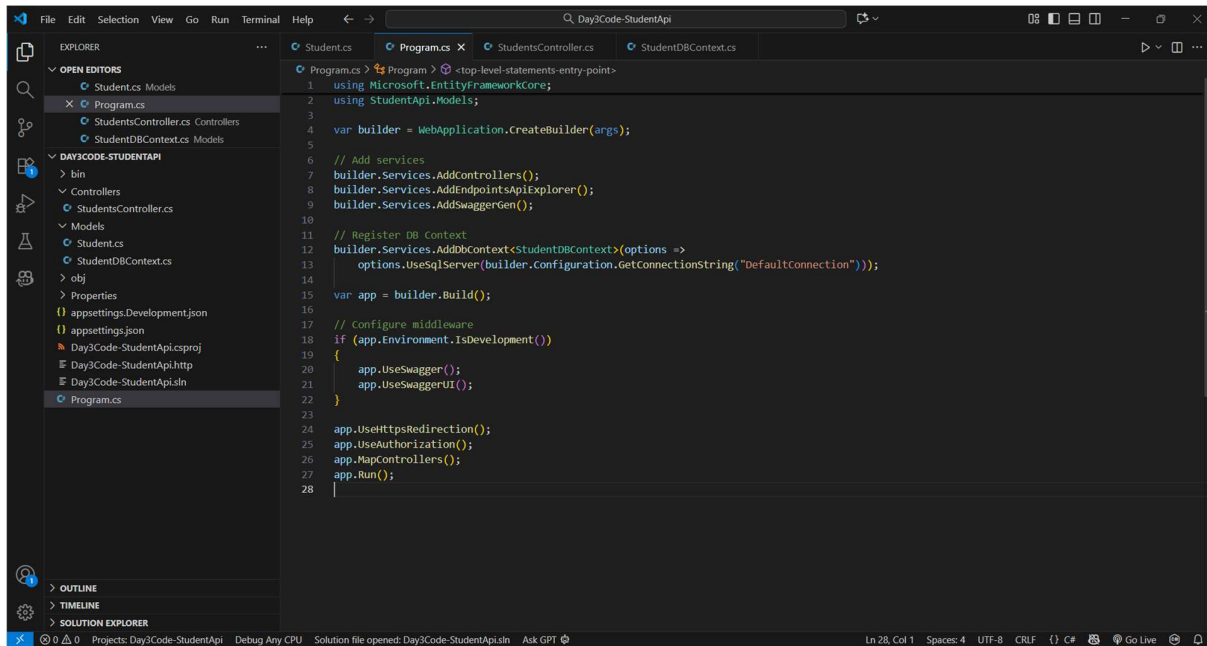 File Edit Selection View Go Run Terminal Help
Day3Code-StudentApi
EXPLORER
OPEN EDITORS
Student.cs Models
Program.cs
StudentsController.cs Controllers
StudentDBContext.cs Models
DAY3CODE-STUDENTAPI
bin
Controllers
StudentsController.cs
Models
Student.cs
StudentDBContext.cs
obj
Properties
{} appsettings.Development.json
{} appsettings.json
Day3Code-StudentApi.csproj
Day3Code-StudentApi.http
Day3Code-StudentApi.sln
Program.cs
OUTLINE
TIMELINE
SOLUTION EXPLORER
1
1
Student.cs Program.cs StudentsController.cs StudentDBContext.cs
Program.cs > Program > <top-level-statements-entry-point>
1 using Microsoft.EntityFrameworkCore;
2 using StudentApi.Models;
3
4 var builder = WebApplication.CreateBuilder(args);
5
6 // Add services
7 builder.Services.AddControllers();
8 builder.Services.AddEndpointsApiExplorer();
9 builder.Services.AddSwaggerGen();
10
11 // Register DB Context
12 builder.Services.AddDbContext<StudentDBContext>(options =>
13     options.UseSqlServer(builder.Configuration.GetConnectionString("DefaultConnection")));
14
15 var app = builder.Build();
16
17 // Configure middleware
18 if (app.Environment.IsDevelopment())
19 {
20     app.UseSwagger();
21     app.UseSwaggerUI();
22 }
23
24 app.UseHttpsRedirection();
25 app.UseAuthorization();
26 app.MapControllers();
27 app.Run();
28
0 0 Projects: Day3Code-StudentApi Debug Any CPU Solution file opened: Day3Code-StudentApi.sln Ask GPT Ln 28, Col 1 Spaces: 4 UTF-8 CRLF {} C# Go Live